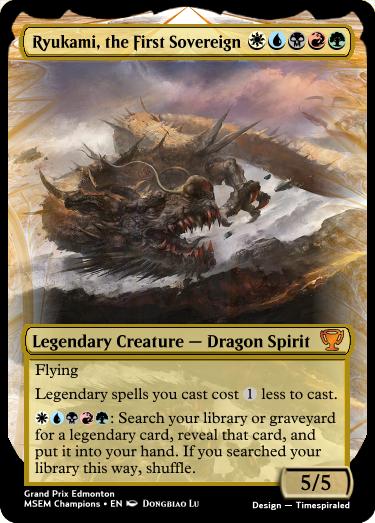 Ryukami, the First Sovereign
Legendary Creature — Dragon Spirit
Flying
Legendary spells you cast cost 1 less to cast.
: Search your library or graveyard
for a legendary card, reveal that card, and
put it into your hand. If you searched your
library this way, shuffle.
5/5
Grand Prix Edmonton
MSEM Champions • EN Dongbiao Lu
Design — Timespiraled